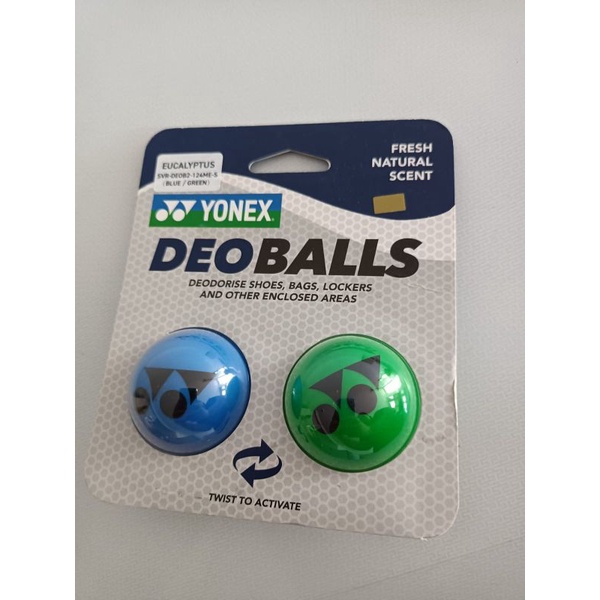 EUCALYPTUS
SVR-DEOB2-124ME-S
(BLUE / GREEN)
FRESH
NATURAL
SCENT
YONEX
DEOBALLS
DEODORISE SHOES, BAGS, LOCKERS
AND OTHER ENCLOSED AREAS
TWIST TO ACTIVATE